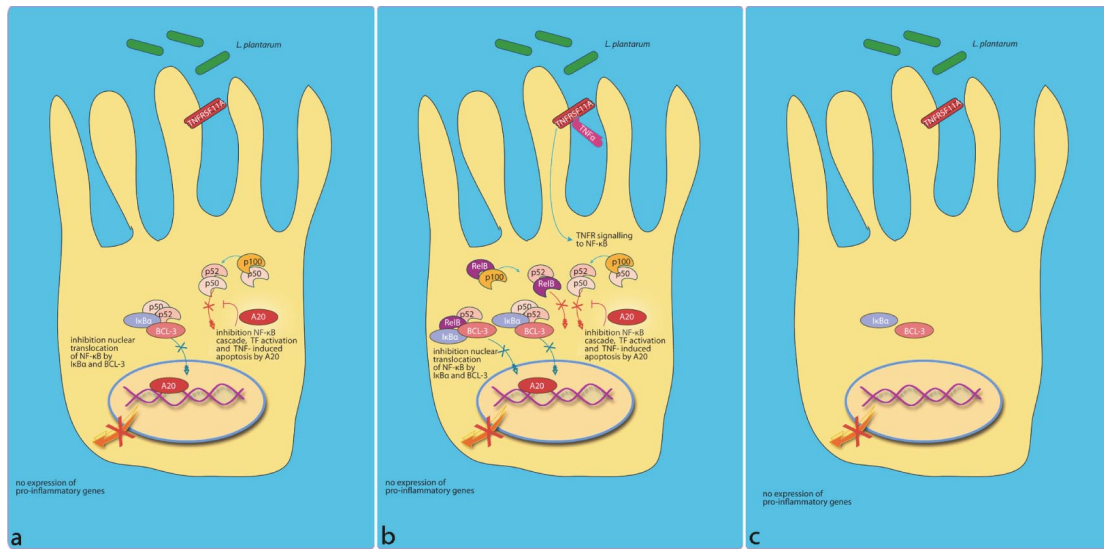 L. plantarum
TNFRSF11A
p100
p50
p52
p50
A20
p50
p52
IκBα
BCL-3
inhibition NF-κB
cascade, TF activation
and TNF- induced
apoptosis by A20
inhibition nuclear
translocation
of NF-κB by
IκBα and BCL-3
A20
no expression of
pro-inflammatory genes
a
L. plantarum
TNFRSF11A
TNFα
TNFR signalling
to NF-κB
RelB
p100
p52
RelB
p52
p50
p100
p50
A20
p52
RelB
IκBα
BCL-3
p50
p52
IκBα
BCL-3
inhibition NF-κB
cascade, TF activation
and TNF- induced
apoptosis by A20
inhibition nuclear
translocation
of NF-κB by
IκBα and BCL-3
A20
no expression of
pro-inflammatory genes
b
L. plantarum
TNFRSF11A
IκBα
BCL-3
no expression of
pro-inflammatory genes
c